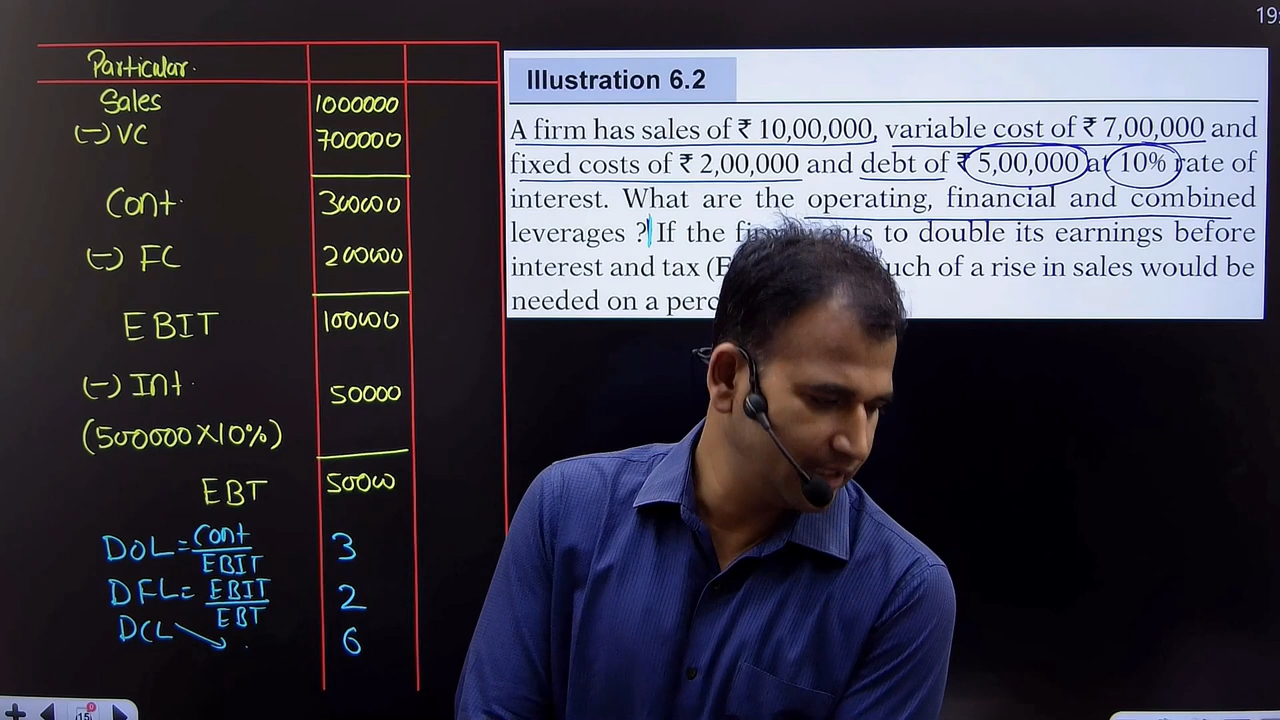 19:
Particular.
Sales 1000000
(-) VC 700000
Cont. 300000
(-) FC 200000
EBIT 100000
(-) Int. 50000
(500000×10%)
EBT 50000
DOL = Cont / EBIT 3
DFL = EBIT / EBT 2
DCL 6
Illustration 6.2
A firm has sales of ₹ 10,00,000, variable cost of ₹ 7,00,000 and
fixed costs of ₹ 2,00,000 and debt of ₹ 5,00,000 at 10% rate of
interest. What are the operating, financial and combined
leverages ? If the to double its earnings before
interest and tax (E much of a rise in sales would be
needed on a
15
0